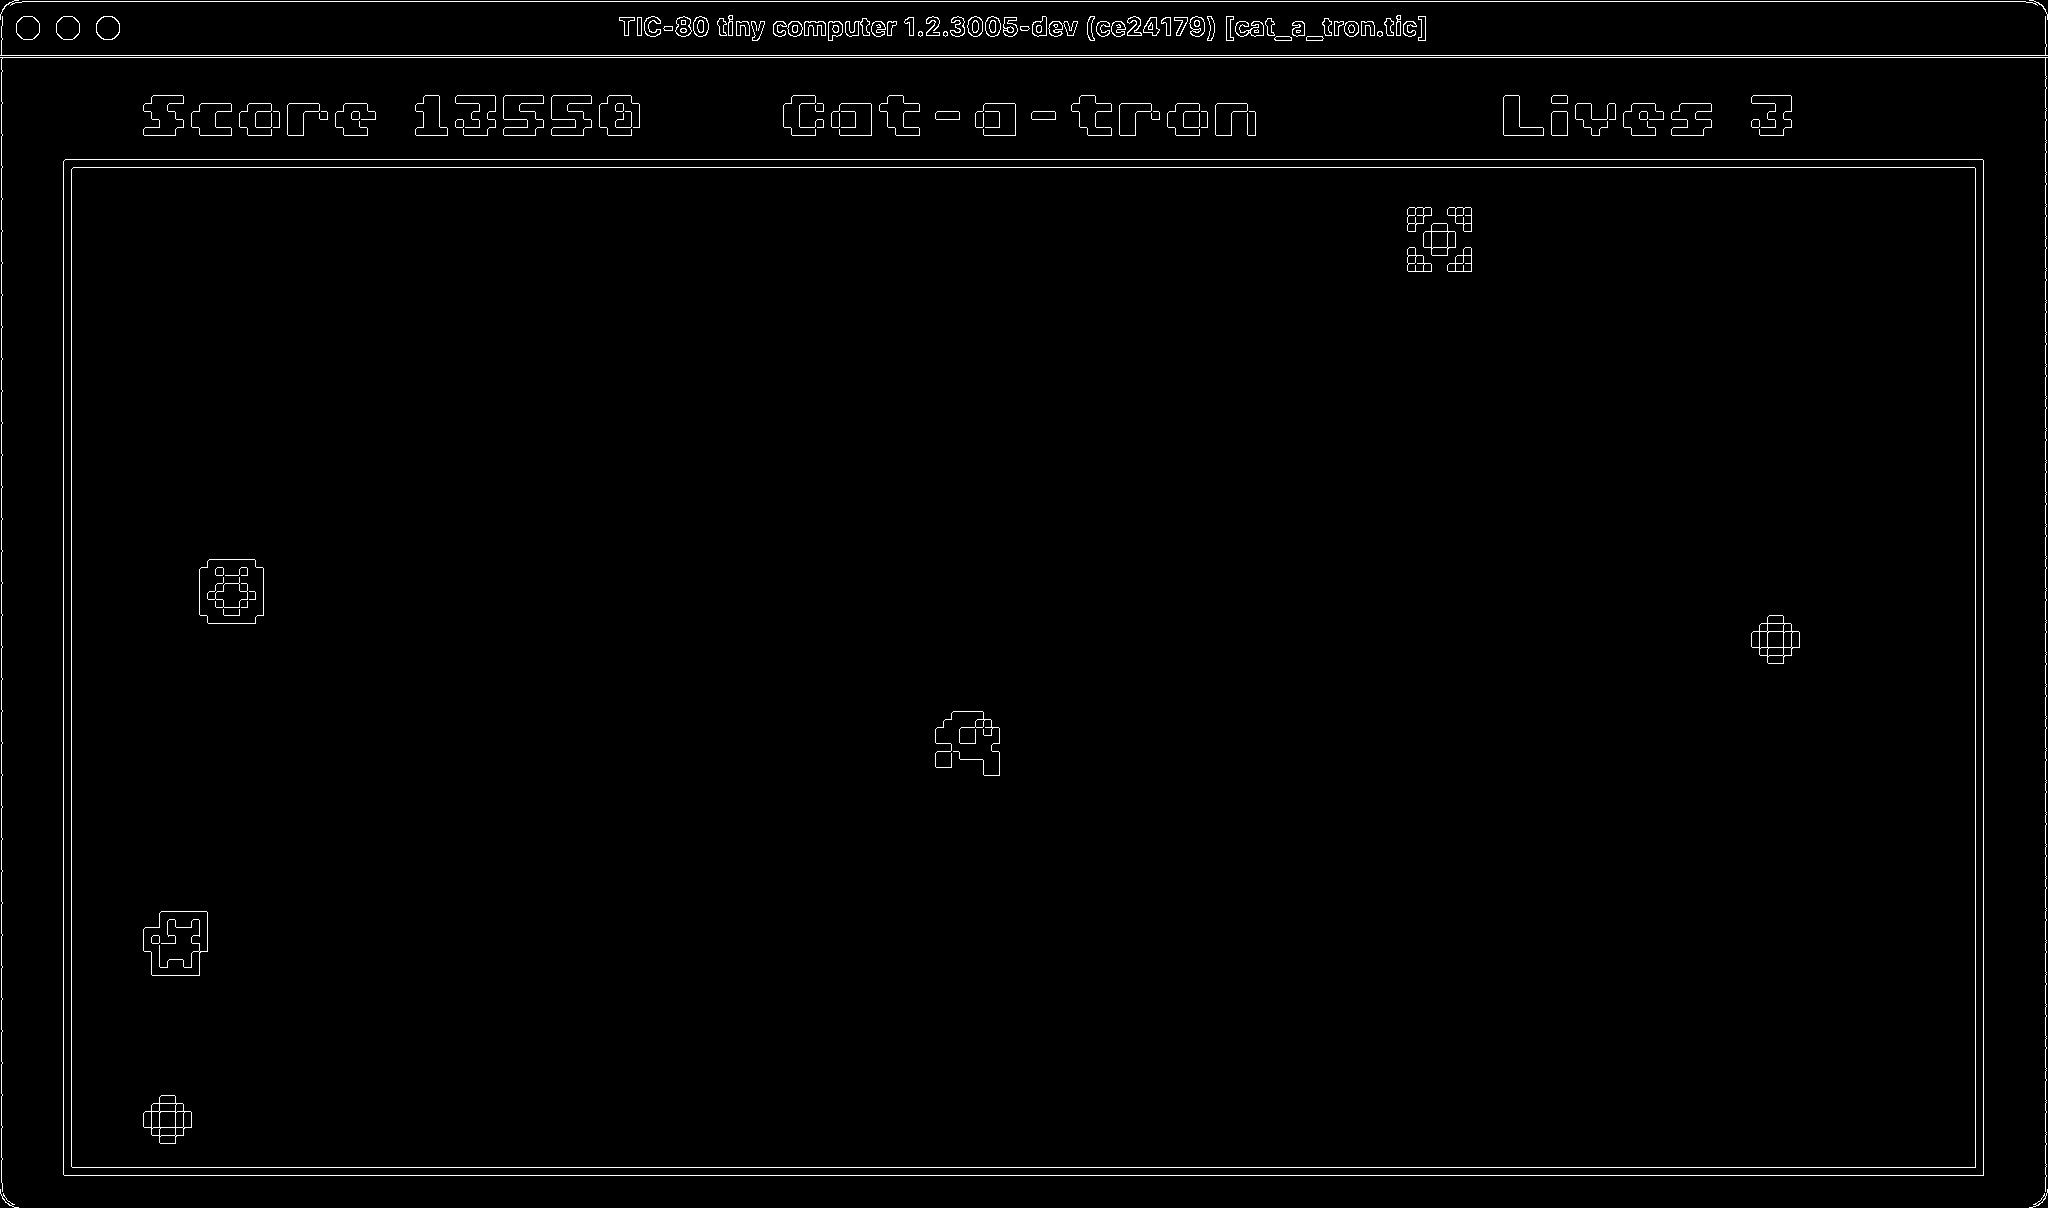 TIC-80 tiny computer 1.2.3005-dev (ce24179) [cat_a_tron.tic]
Score 13550 Cat-a-tron Lives 3